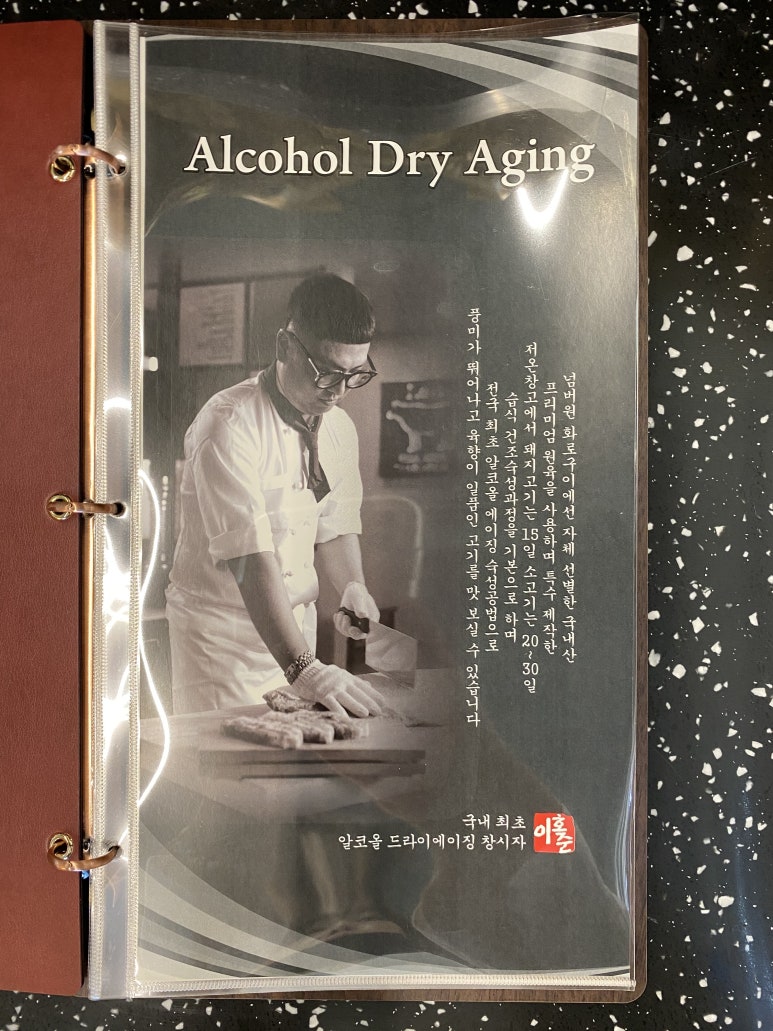 Alcohol Dry Aging
넘버원 화로구이에선 자체 선별한 국내산
프리미엄 원육을 사용하며 특수 제작한
저온창고에서 돼지고기는 15일 소고기는 20~30일
습식 건조숙성과정을 기본으로 하며
전국 최초 알코올 에이징 숙성공법으로
풍미가 뛰어나고 육향이 일품인 고기를 맛 보실 수 있습니다
국내 최초
알코올 드라이에이징 창시자
이홍준